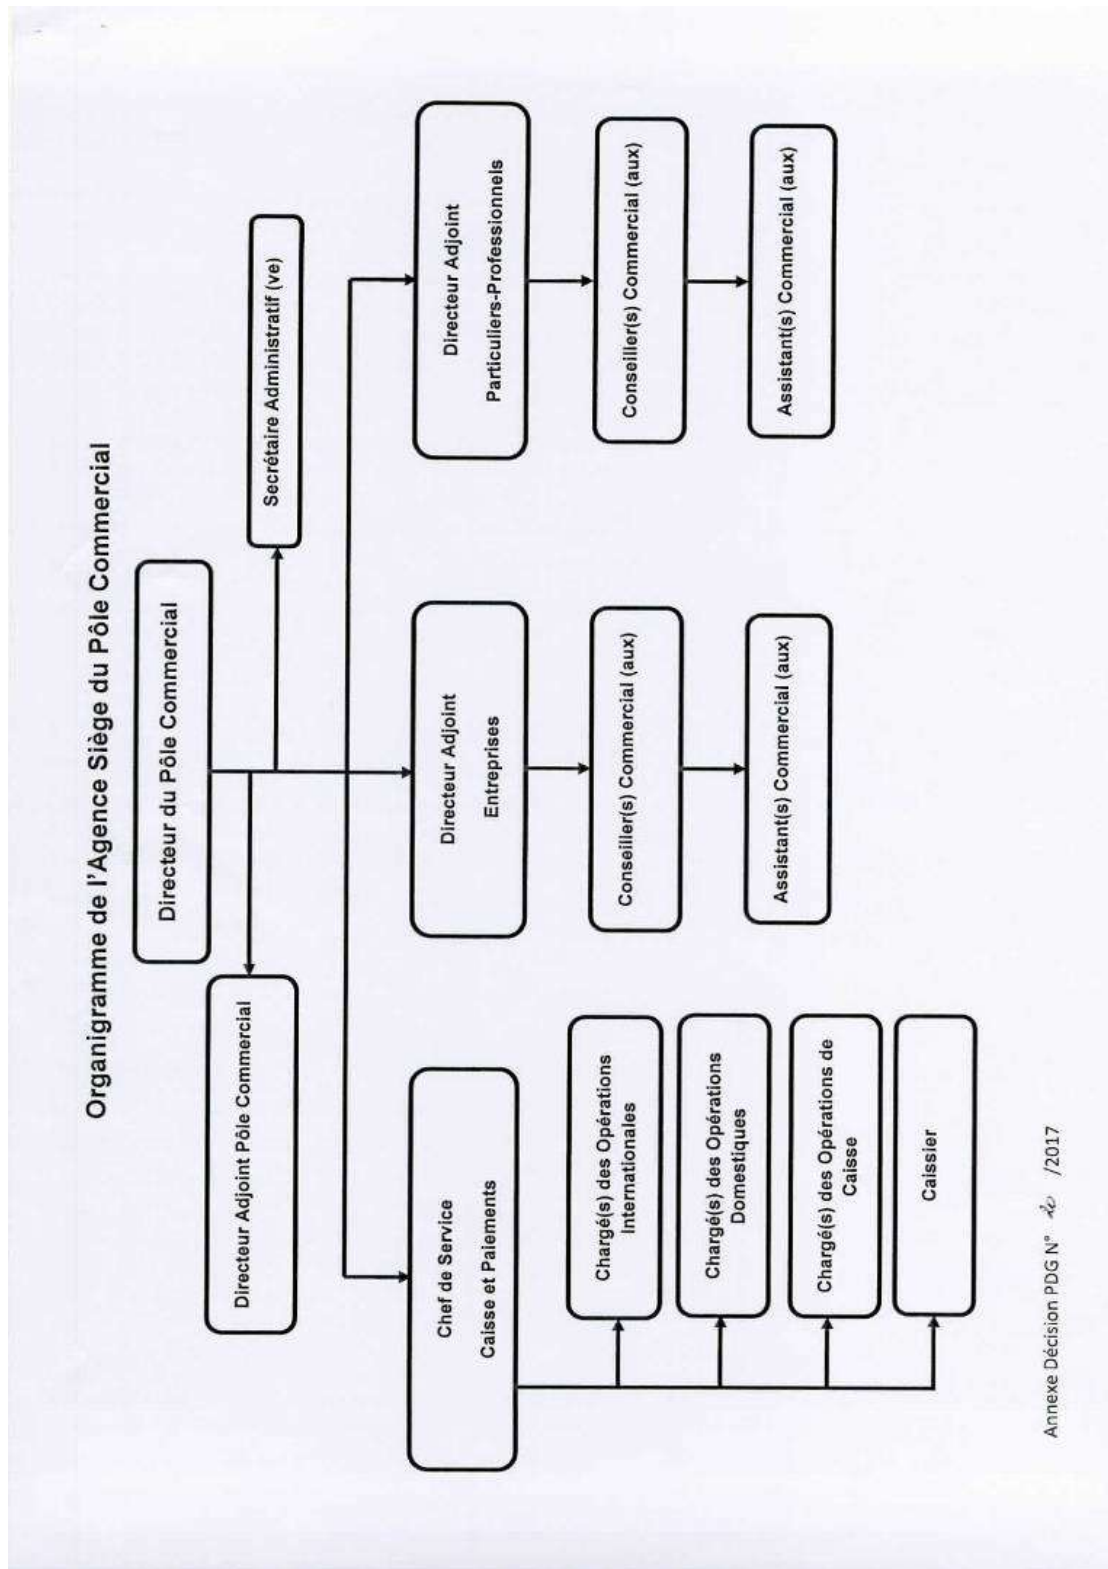 Organigramme de l'Agence Siège du Pôle Commercial
Directeur du Pôle Commercial
Directeur Adjoint Pôle Commercial
Secrétaire Administratif (ve)
Chef de Service
Caisse et Paiements
Directeur Adjoint
Entreprises
Directeur Adjoint
Particuliers-Professionnels
Chargé(s) des Opérations
Internationales
Chargé(s) des Opérations
Domestiques
Chargé(s) des Opérations de
Caisse
Caissier
Conseiller(s) Commercial (aux)
Assistant(s) Commercial (aux)
Conseiller(s) Commercial (aux)
Assistant(s) Commercial (aux)
Annexe Décision PDG N° /2017